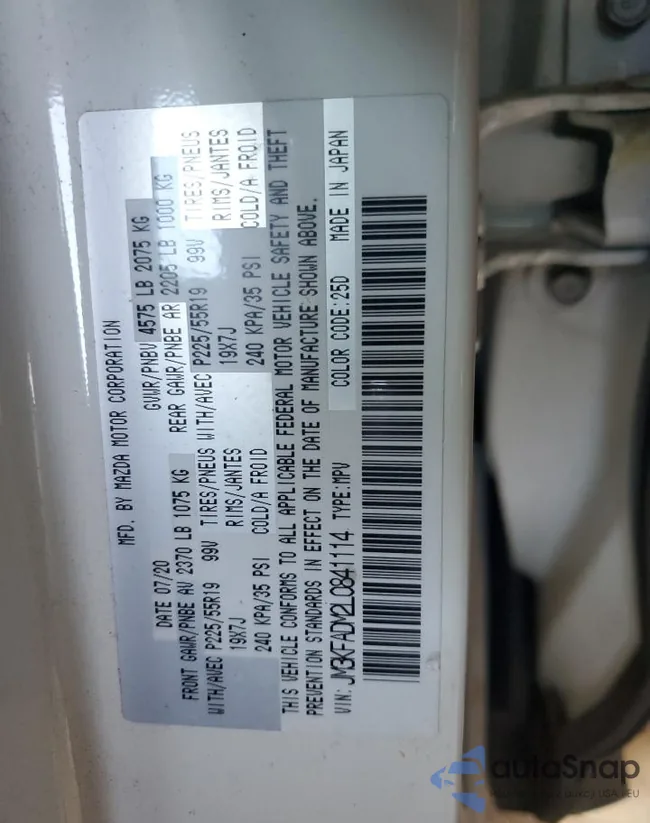 MFD. BY MAZDA MOTOR CORPORATION
DATE 07/20 GVWR/PNBV 4575 LB 2075 KG
FRONT GAWR/PNBE AV 2370 LB 1075 KG REAR GAWR/PNBE AR 2205 LB 1000 KG
WITH/AVEC P225/55R19 99V TIRES/PNEUS WITH/AVEC P225/55R19 99V TIRES/PNEUS
19X7J RIMS/JANTES 19X7J RIMS/JANTES
240 KPA/35 PSI COLD/A FROID 240 KPA/35 PSI COLD/A FROID
THIS VEHICLE CONFORMS TO ALL APPLICABLE FEDERAL MOTOR VEHICLE SAFETY AND THEFT
PREVENTION STANDARDS IN EFFECT ON THE DATE OF MANUFACTURE SHOWN ABOVE.
VIN: JM3KFADM2L0841114 TYPE:MPV COLOR CODE:25D MADE IN JAPAN
autoSnap